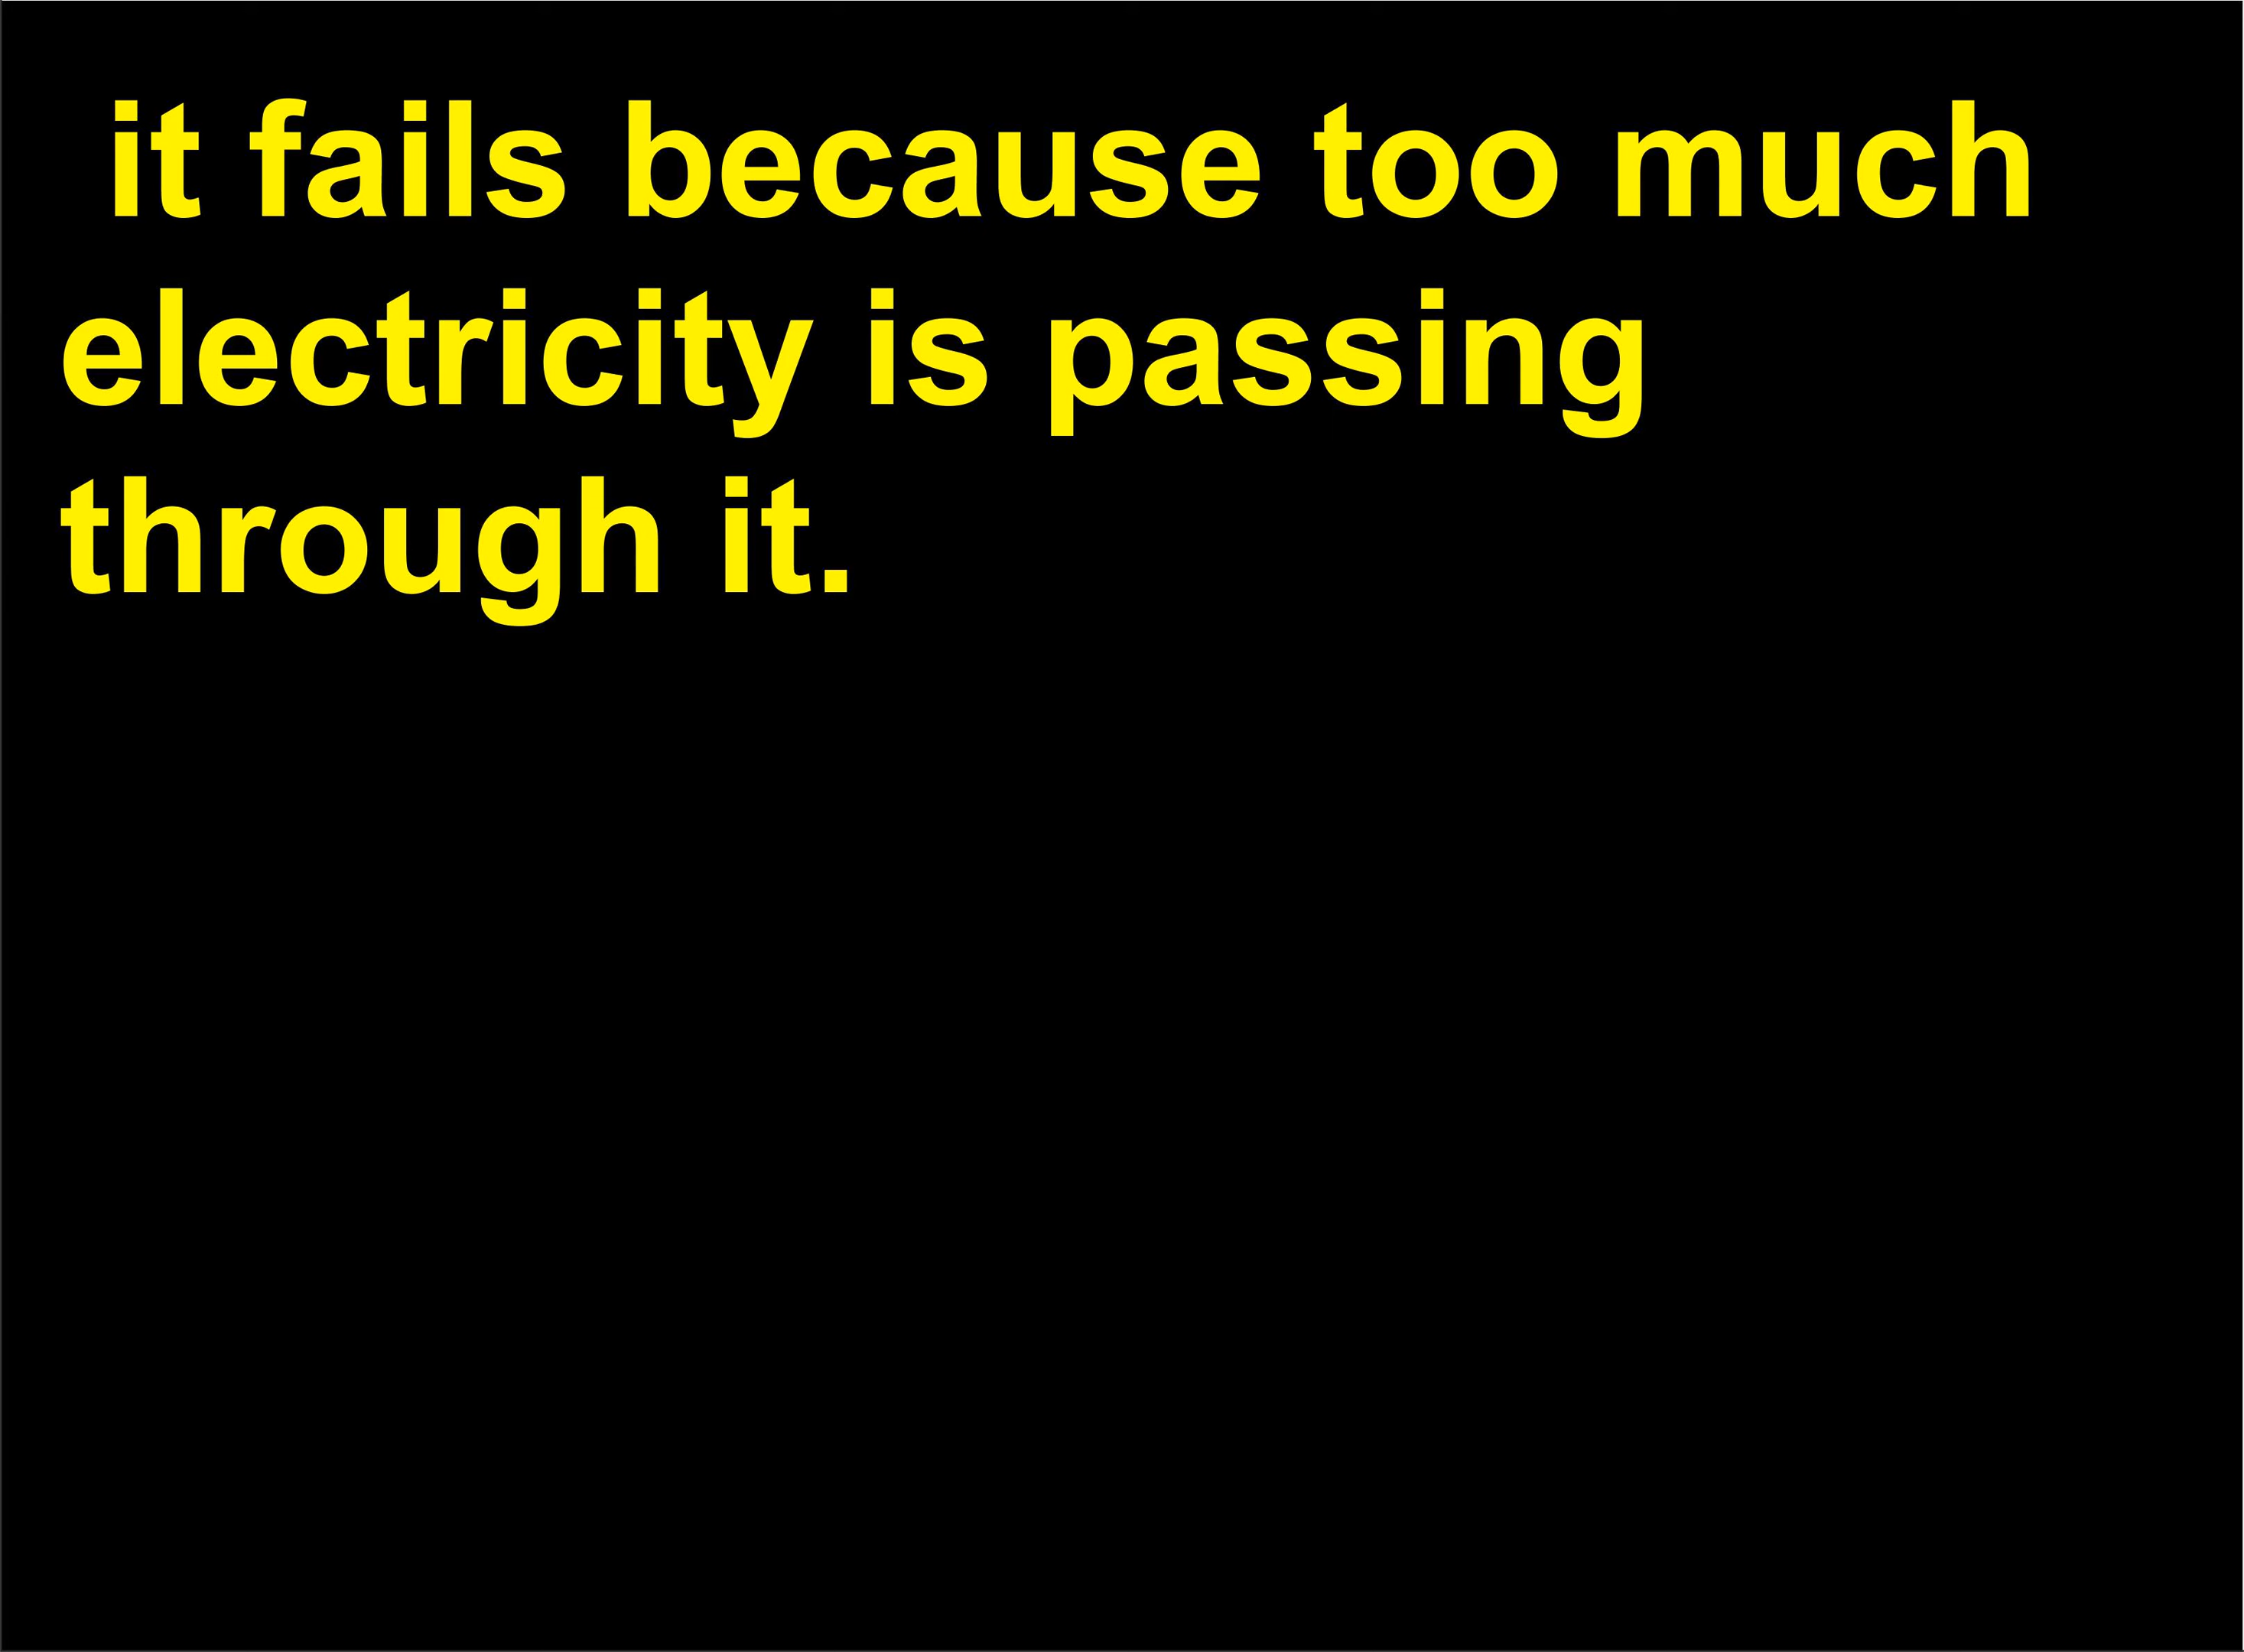 it fails because too much
electricity is passing
through it.